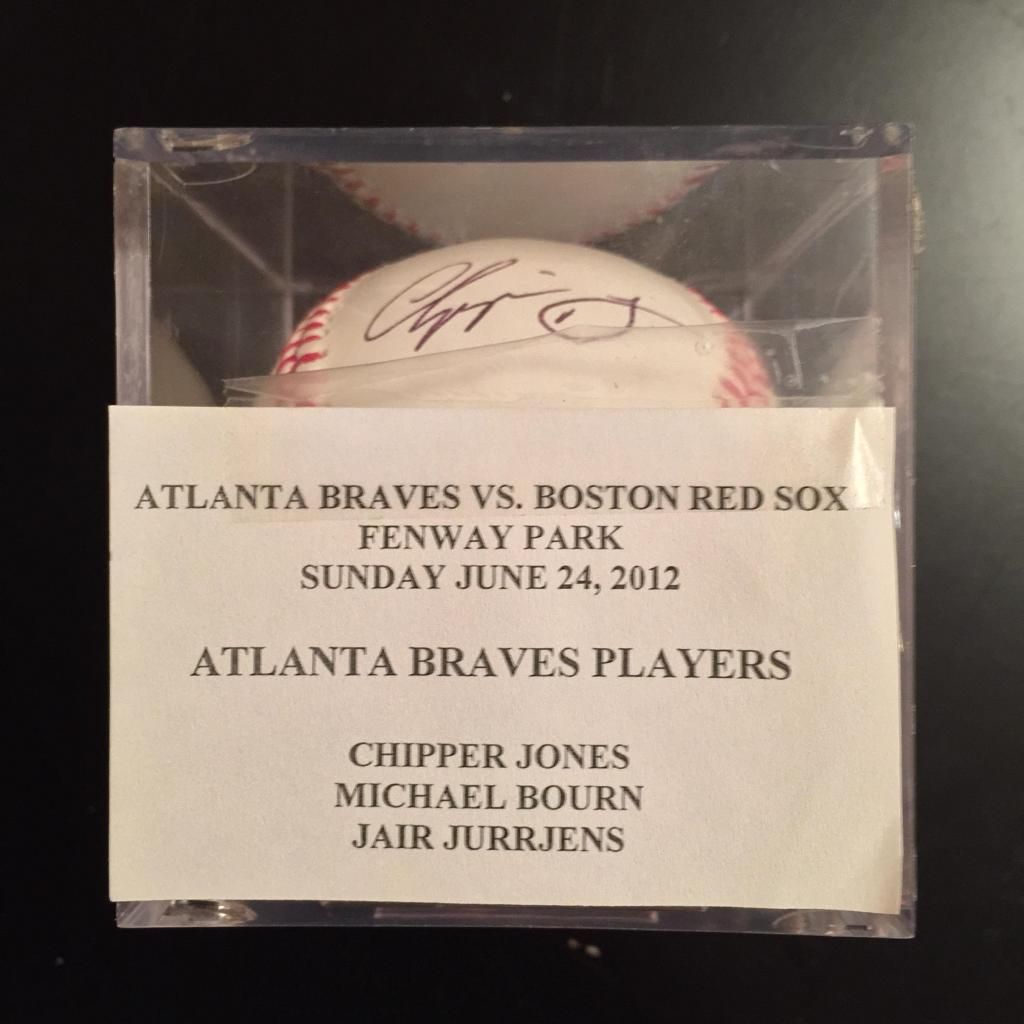 Chipper J
ATLANTA BRAVES VS. BOSTON RED SOX
FENWAY PARK
SUNDAY JUNE 24, 2012
ATLANTA BRAVES PLAYERS
CHIPPER JONES
MICHAEL BOURN
JAIR JURRJENS